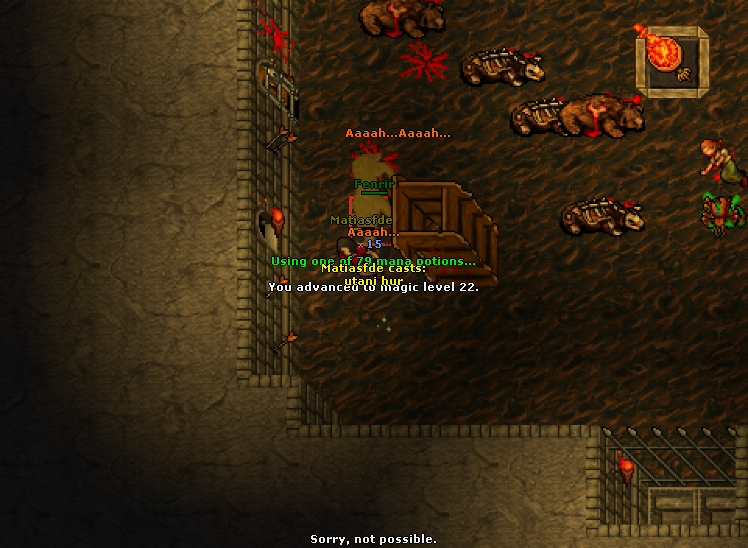 Aaaah...Aaaah...
Fenrir
Matiasfde
Aaaah...
15
Using one of 79 mana potions...
Matiasfde casts:
utani hur
You advanced to magic level 22.
Sorry, not possible.